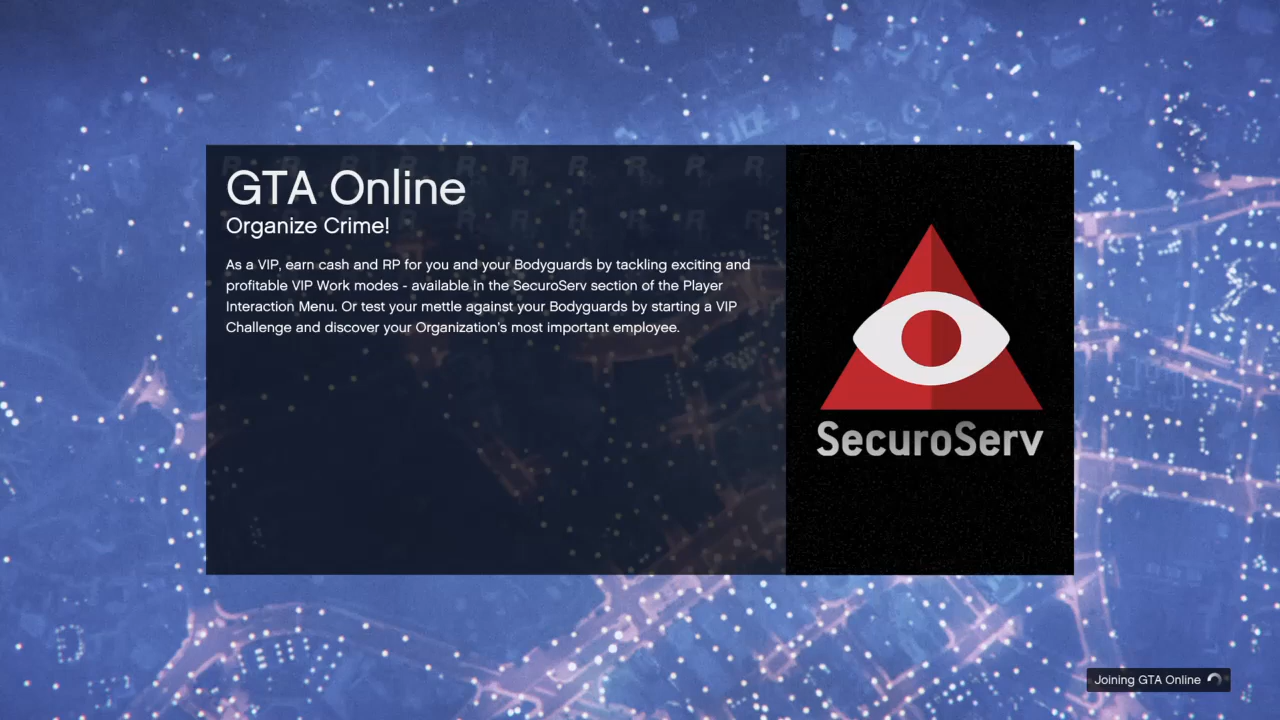 GTA Online
Organize Crime!
As a VIP, earn cash and RP for you and your Bodyguards by tackling exciting and
profitable VIP Work modes - available in the SecuroServ section of the Player
Interaction Menu. Or test your mettle against your Bodyguards by starting a VIP
Challenge and discover your Organization's most important employee.
SecuroServ
Joining GTA Online